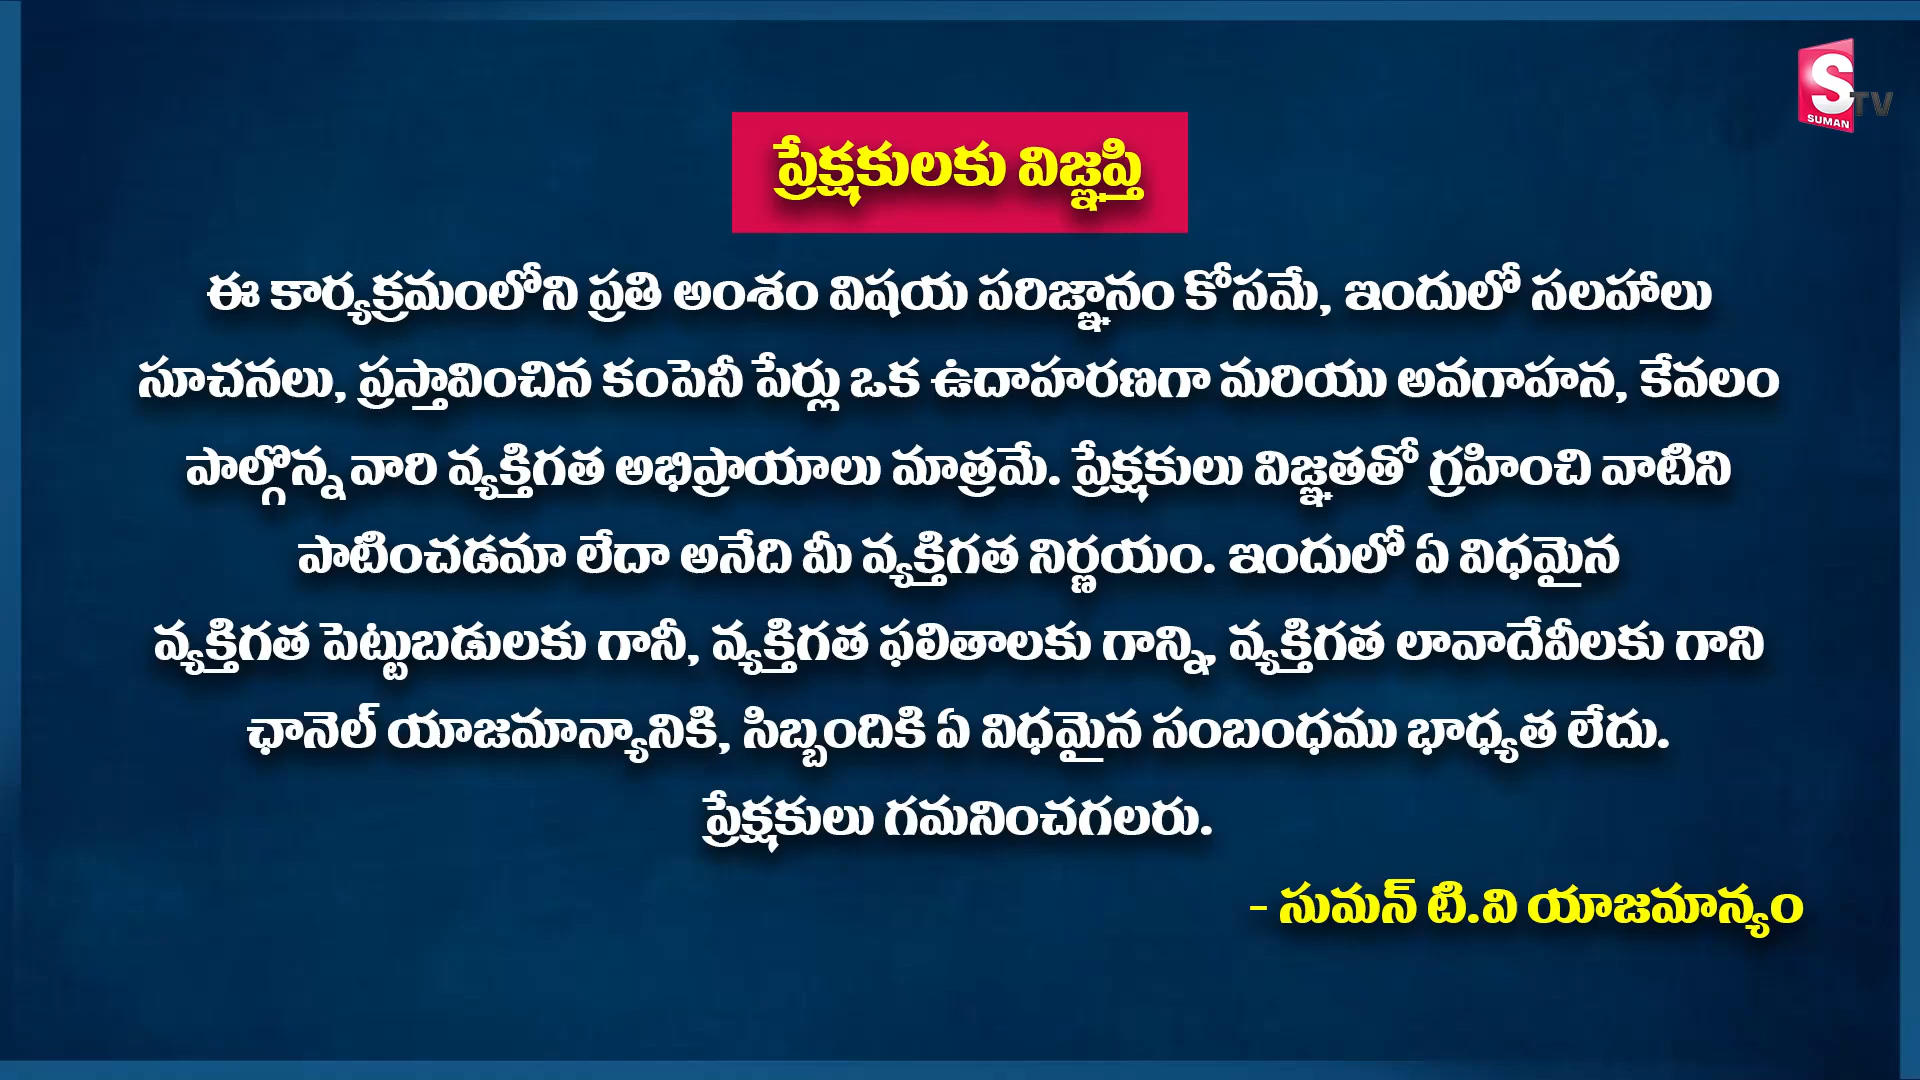 S
TV
SUMAN
ప్రేక్షకులకు విజ్ఞప్తి
ఈ కార్యక్రమంలోని ప్రతి అంశం విషయ పరిజ్ఞానం కోసమే, ఇందులో సలహాలు
సూచనలు, ప్రస్తావించిన కంపెనీ పేర్లు ఒక ఉదాహరణగా మరియు అవగాహన, కేవలం
పాల్గొన్న వారి వ్యక్తిగత అభిప్రాయాలు మాత్రమే. ప్రేక్షకులు విజ్ఞతతో గ్రహించి వాటిని
పాటించడమా లేదా అనేది మీ వ్యక్తిగత నిర్ణయం. ఇందులో ఏ విధమైన
వ్యక్తిగత పెట్టుబడులకు గానీ, వ్యక్తిగత ఫలితాలకు గాన్ని, వ్యక్తిగత లావాదేవీలకు గాని
ఛానెల్ యాజమాన్యానికి, సిబ్బందికి ఏ విధమైన సంబంధము భాధ్యత లేదు.
ప్రేక్షకులు గమనించగలరు.
- సుమన్ టి.వి యాజమాన్యం